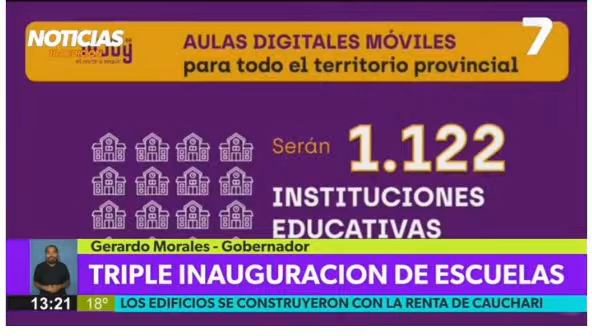 NOTICIAS
7
AULAS DIGITALES MÓVILES
para todo el territorio provincial
Serán 1.122
INSTITUCIONES
EDUCATIVAS
Gerardo Morales - Gobernador
TRIPLE INAUGURACION DE ESCUELAS
13:21 18° LOS EDIFICIOS SE CONSTRUYERON CON LA RENTA DE CAUCHARI